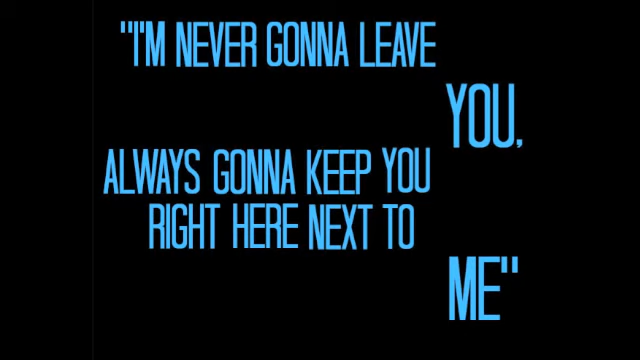 "I'M NEVER GONNA LEAVE
YOU,
ALWAYS GONNA KEEP YOU
RIGHT HERE NEXT TO
ME"